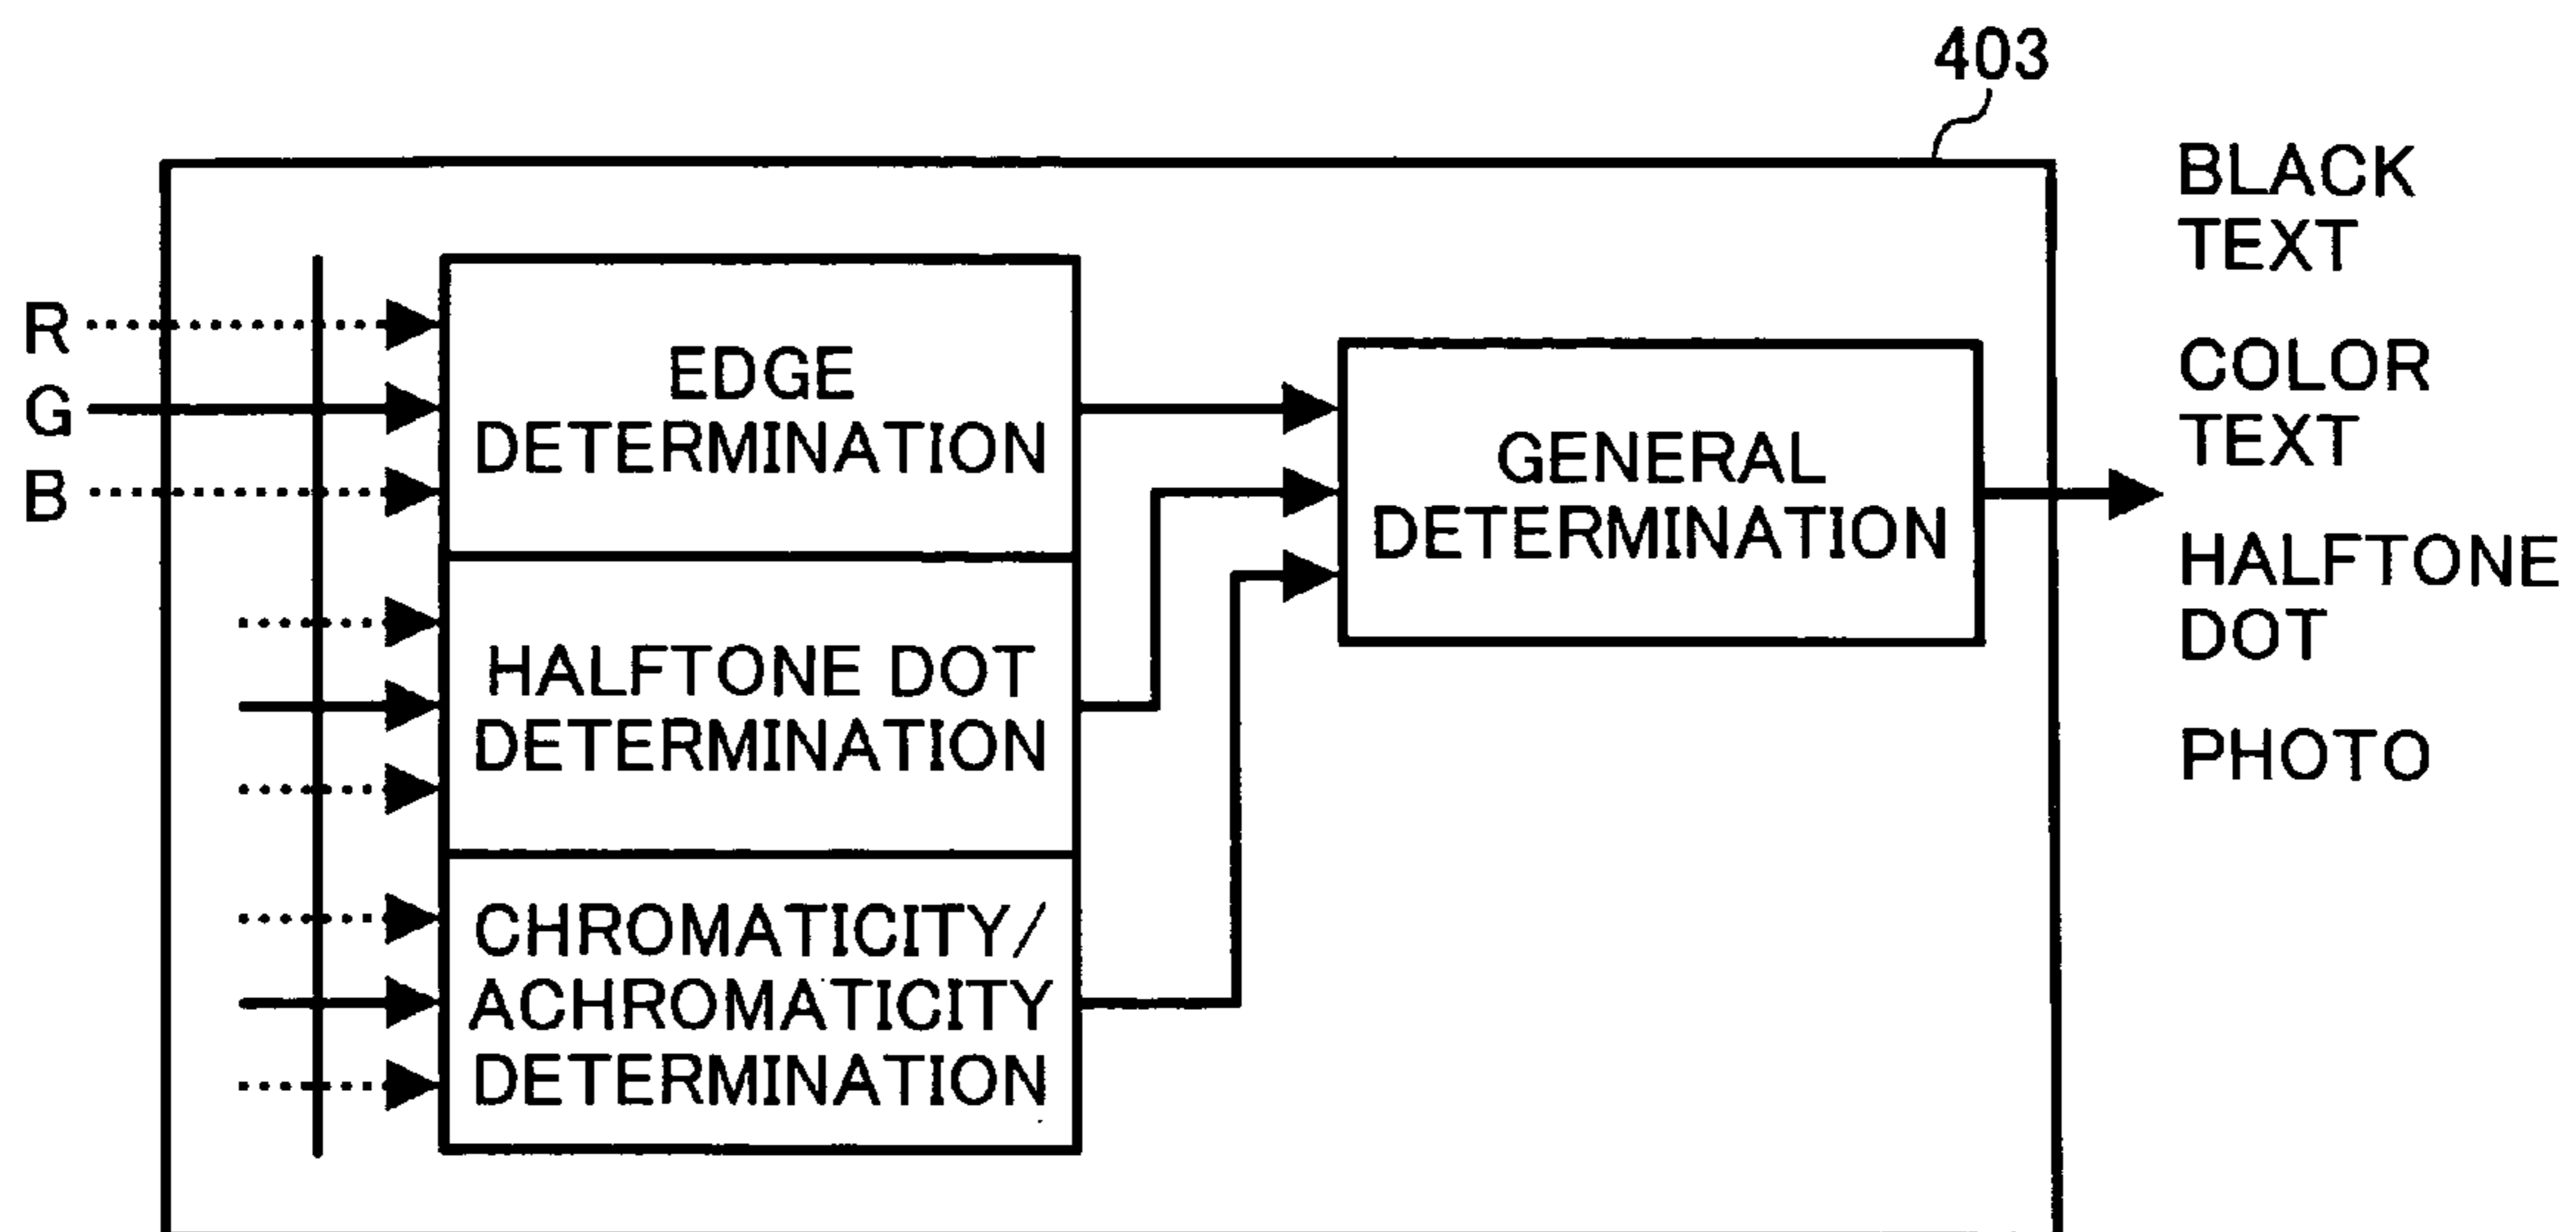 403
R
G
B
EDGE
DETERMINATION
HALFTONE DOT
DETERMINATION
CHROMATICITY/
ACHROMATICITY
DETERMINATION
GENERAL
DETERMINATION
BLACK
TEXT
COLOR
TEXT
HALFTONE
DOT
PHOTO